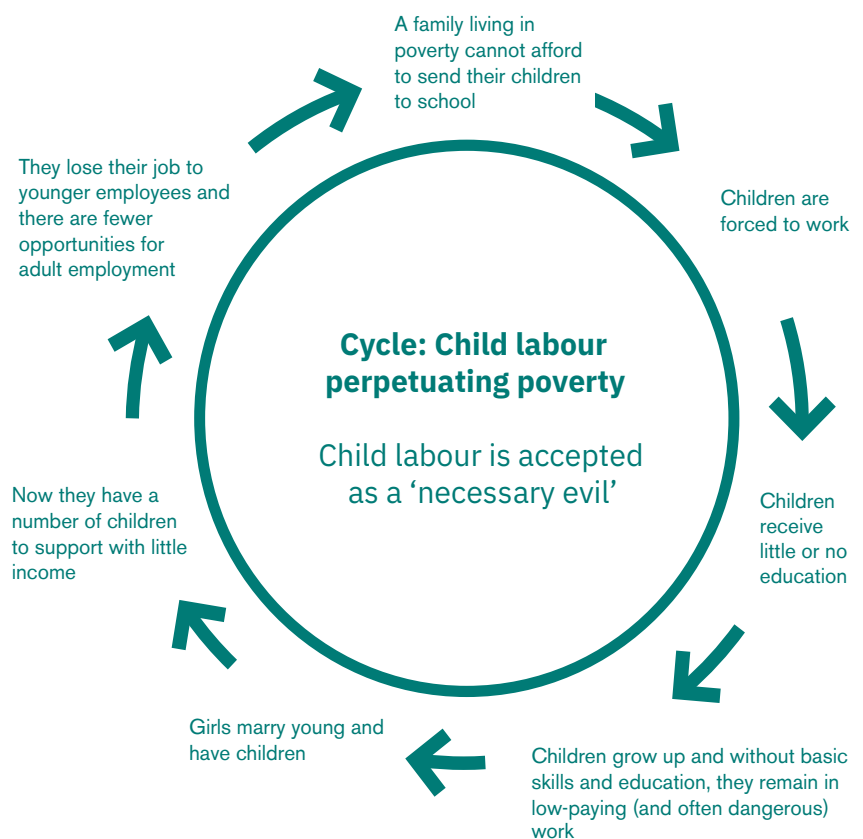 A family living in
poverty cannot afford
to send their children
to school
Children are
forced to work
Children
receive
little or no
education
Children grow up and without basic
skills and education, they remain in
low-paying (and often dangerous)
work
Girls marry young and
have children
Now they have a
number of children
to support with little
income
They lose their job to
younger employees and
there are fewer
opportunities for
adult employment
Cycle: Child labour
perpetuating poverty
Child labour is accepted
as a ‘necessary evil’